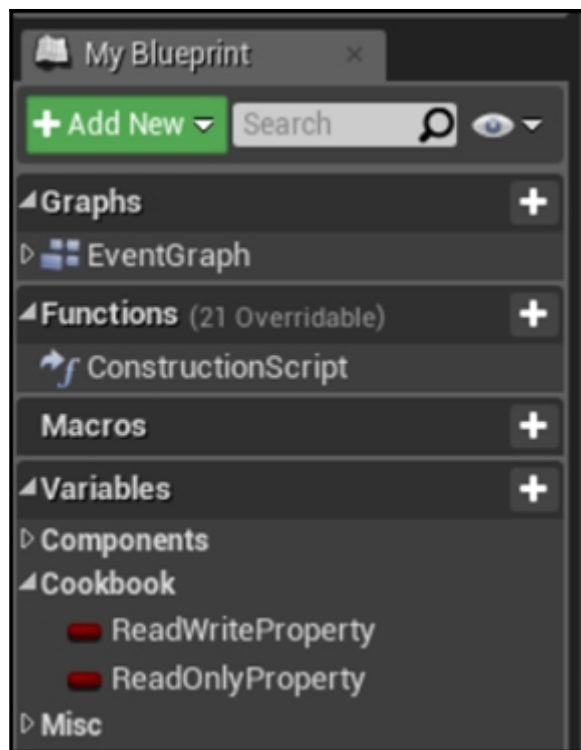 My Blueprint
Add New Search
Graphs
EventGraph
Functions (21 Overridable)
ConstructionScript
Macros
Variables
Components
Cookbook
ReadWriteProperty
ReadOnlyProperty
Misc